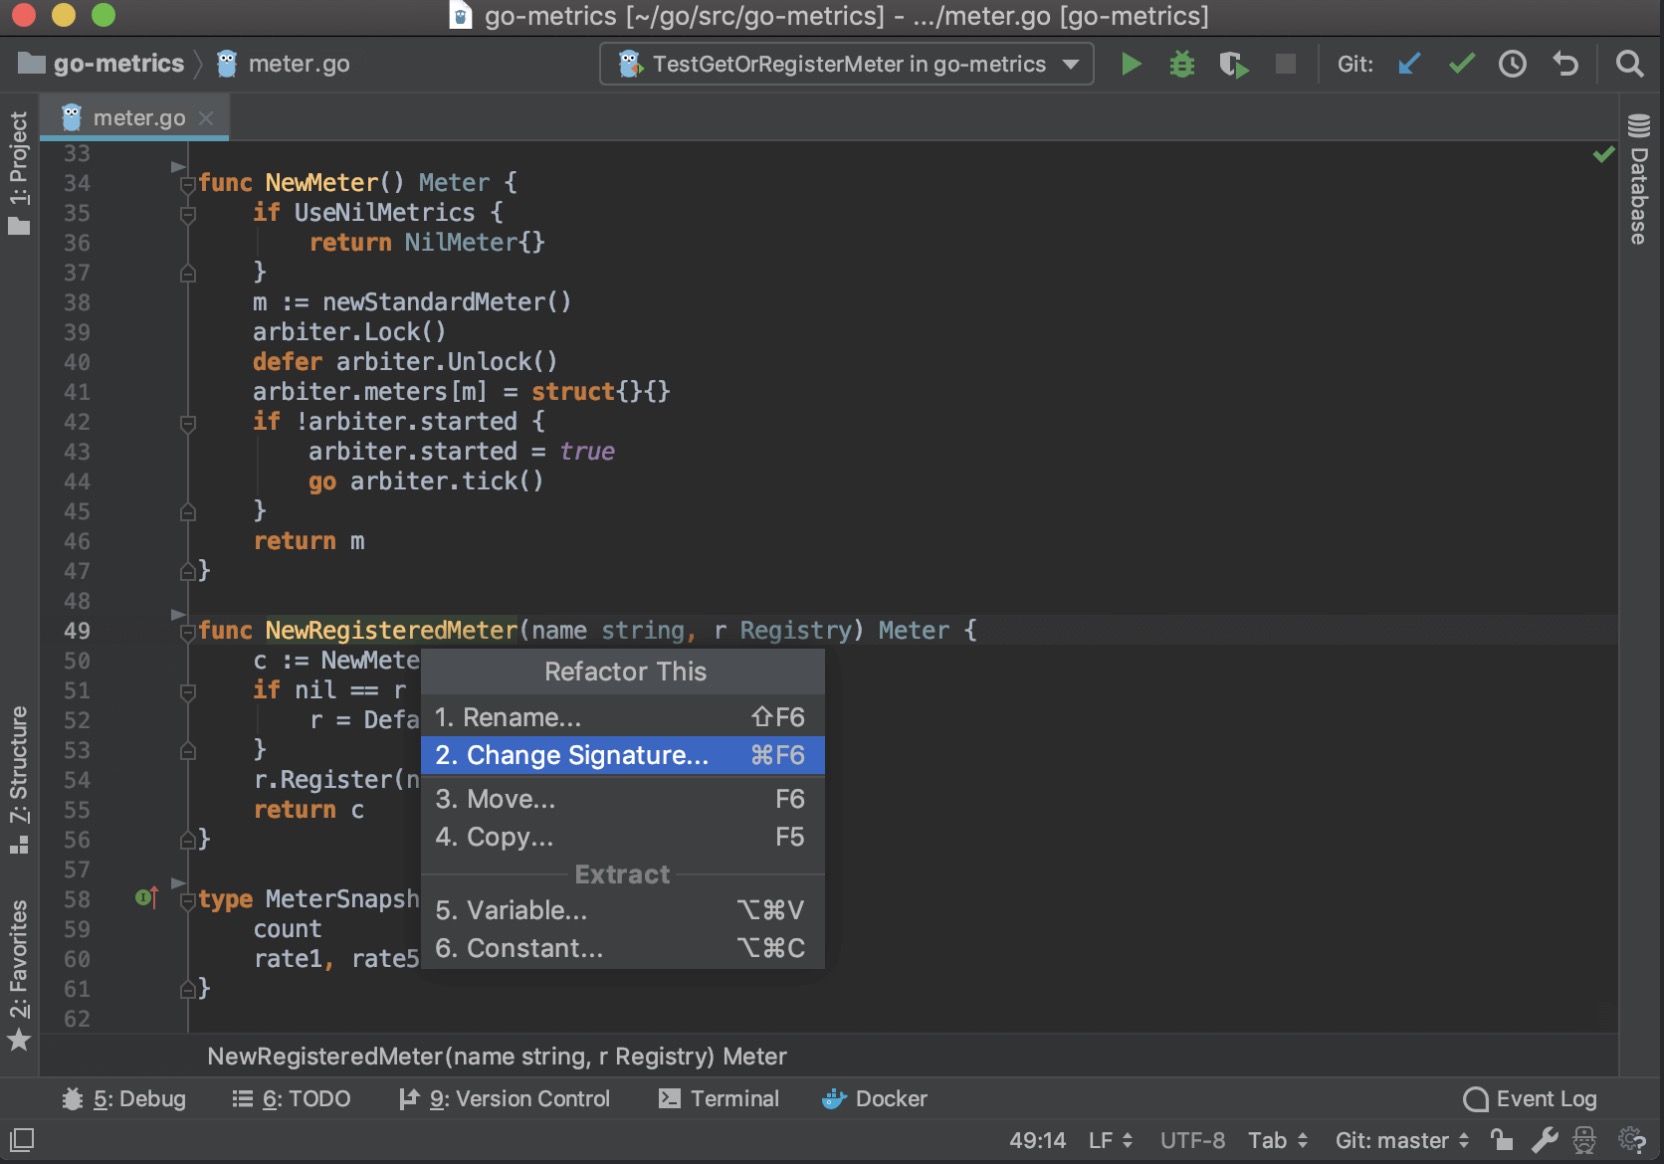 go-metrics [~/go/src/go-metrics] - .../meter.go [go-metrics]
go-metrics meter.go TestGetOrRegisterMeter in go-metrics Git:
meter.go
1: Project
7: Structure
2: Favorites
Database
33
34 func NewMeter() Meter {
35     if UseNilMetrics {
36         return NilMeter{}
37     }
38     m := newStandardMeter()
39     arbiter.Lock()
40     defer arbiter.Unlock()
41     arbiter.meters[m] = struct{}{}
42     if !arbiter.started {
43         arbiter.started = true
44         go arbiter.tick()
45     }
46     return m
47 }
48
49 func NewRegisteredMeter(name string, r Registry) Meter {
50     c := NewMete
51     if nil == r
52         r = Defa
53     }
54     r.Register(n
55     return c
56 }
57
58 type MeterSnapsh
59     count
60     rate1, rate5
61 }
62
Refactor This
1. Rename... ⇧F6
2. Change Signature... ⌘F6
3. Move... F6
4. Copy... F5
Extract
5. Variable... ⌥⌘V
6. Constant... ⌥⌘C
NewRegisteredMeter(name string, r Registry) Meter
5: Debug 6: TODO 9: Version Control Terminal Docker Event Log
49:14 LF UTF-8 Tab Git: master